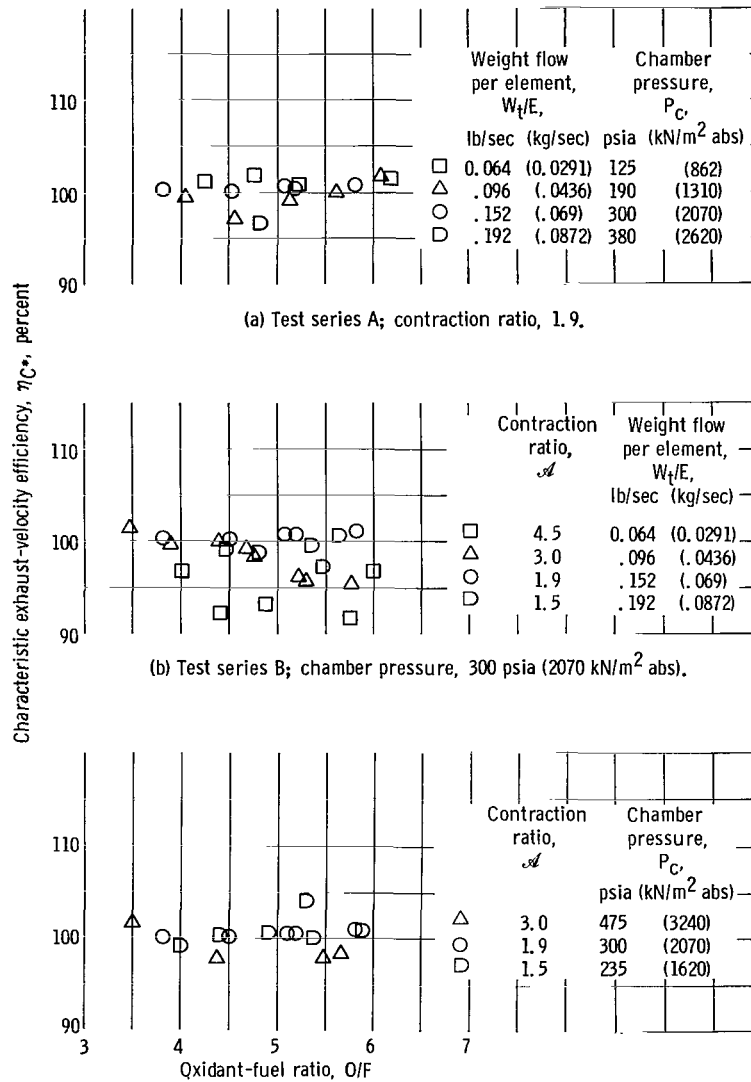 Characteristic exhaust-velocity efficiency, ηC*, percent
110
100
90
Weight flow per element, Wt/E, lb/sec (kg/sec)
Chamber pressure, Pc, psia (kN/m² abs)
□ 0.064 (0.0291) 125 (862)
△ .096 (.0436) 190 (1310)
○ .152 (.069) 300 (2070)
D .192 (.0872) 380 (2620)
(a) Test series A; contraction ratio, 1.9.
110
100
90
Contraction ratio, 𝒜
Weight flow per element, Wt/E, lb/sec (kg/sec)
□ 4.5 0.064 (0.0291)
△ 3.0 .096 (.0436)
○ 1.9 .152 (.069)
D 1.5 .192 (.0872)
(b) Test series B; chamber pressure, 300 psia (2070 kN/m² abs).
110
100
90
Contraction ratio, 𝒜
Chamber pressure, Pc, psia (kN/m² abs)
△ 3.0 475 (3240)
○ 1.9 300 (2070)
D 1.5 235 (1620)
3 4 5 6 7
Qxidant-fuel ratio, O/F